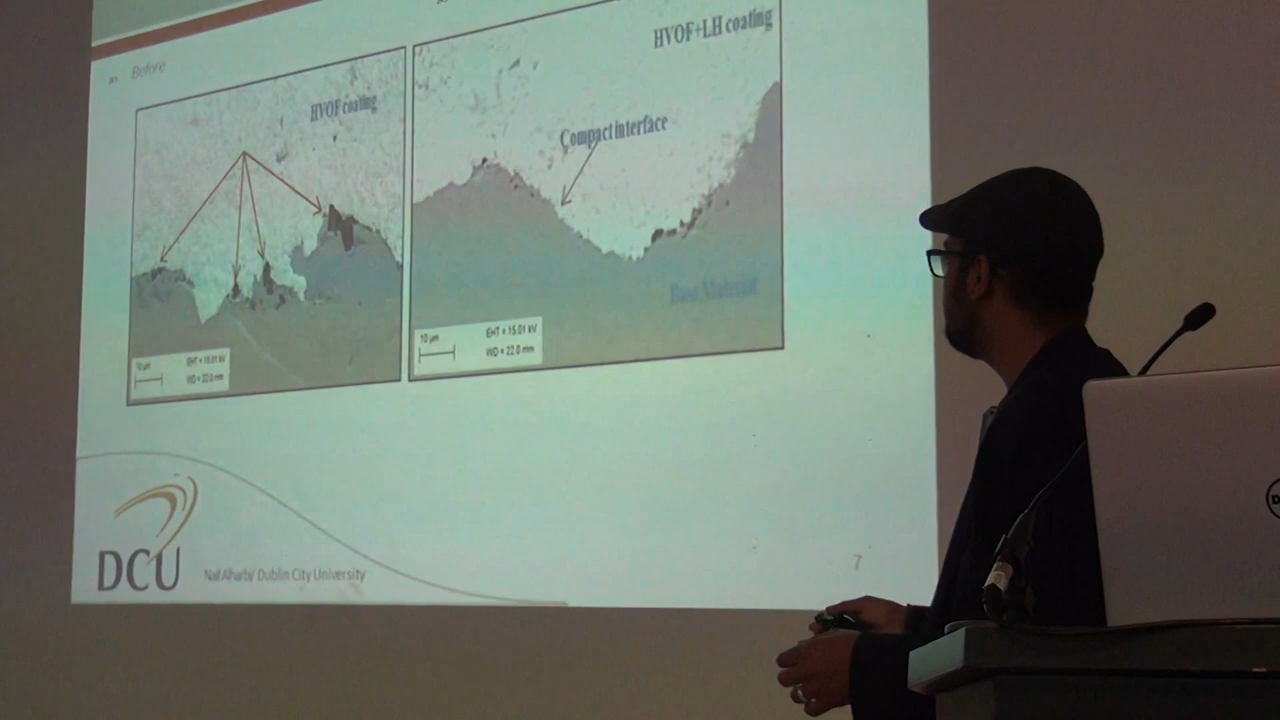 Before
HVOF coating
HVOF+LH coating
Compact interface
Base Material
10 µm
EHT = 15.01 kV
WD = 22.0 mm
10 µm
EHT = 15.01 kV
WD = 22.0 mm
DCU
Naif Alharbi/ Dublin City University
7